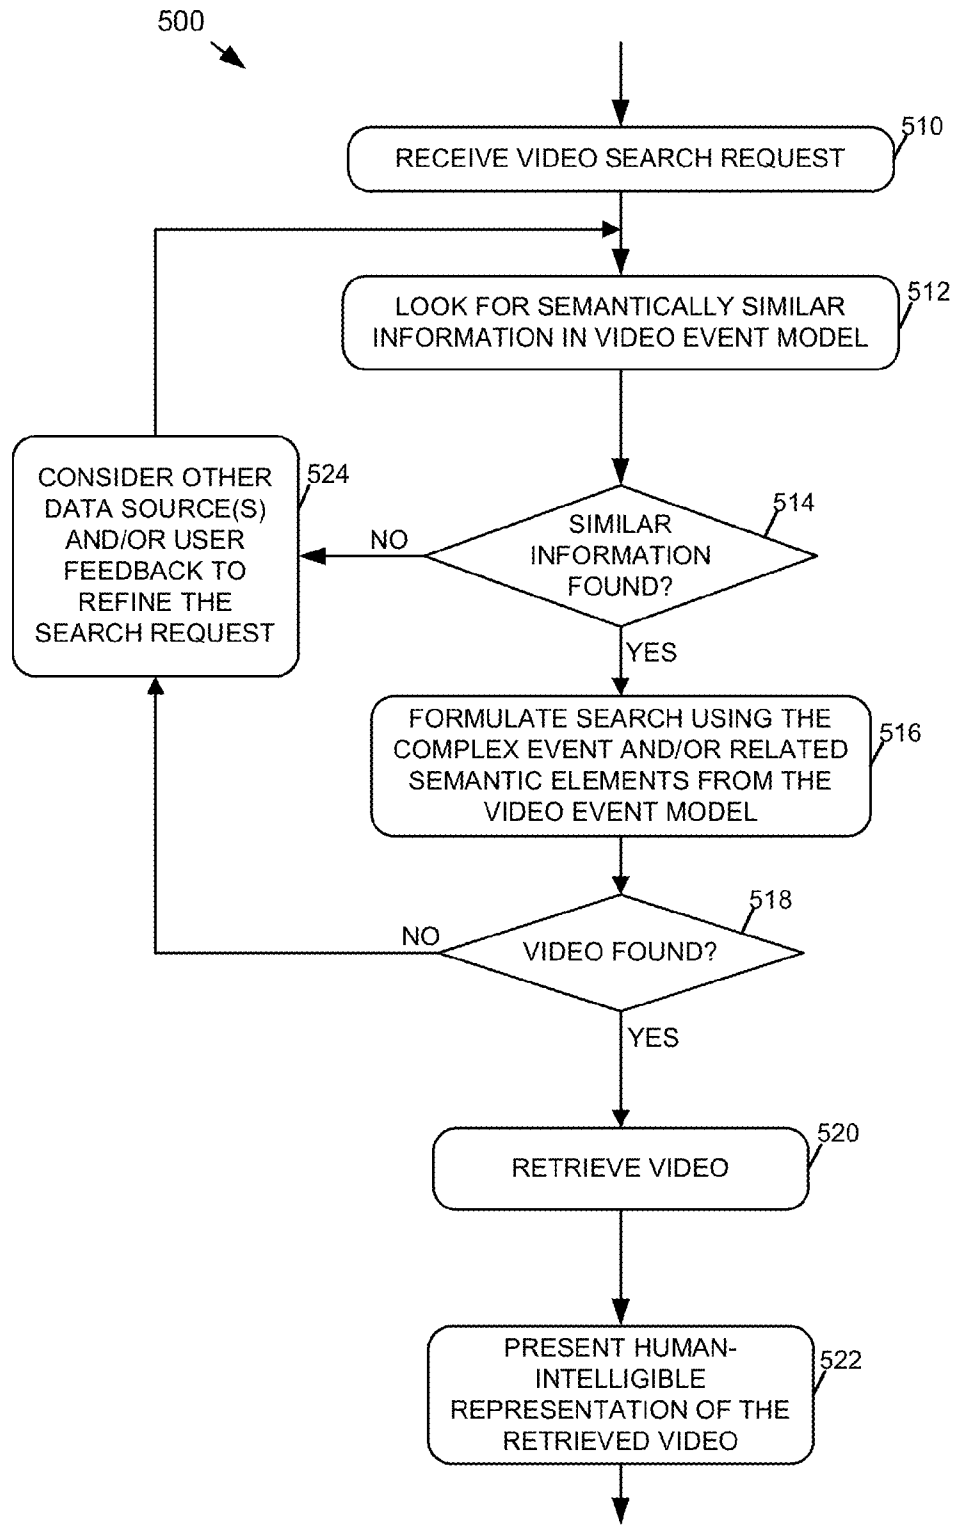 500
RECEIVE VIDEO SEARCH REQUEST
510
LOOK FOR SEMANTICALLY SIMILAR
INFORMATION IN VIDEO EVENT MODEL
512
CONSIDER OTHER
DATA SOURCE(S)
AND/OR USER
FEEDBACK TO
REFINE THE
SEARCH REQUEST
524
NO
SIMILAR
INFORMATION
FOUND?
514
YES
FORMULATE SEARCH USING THE
COMPLEX EVENT AND/OR RELATED
SEMANTIC ELEMENTS FROM THE
VIDEO EVENT MODEL
516
NO
VIDEO FOUND?
518
YES
RETRIEVE VIDEO
520
PRESENT HUMAN-
INTELLIGIBLE
REPRESENTATION OF THE
RETRIEVED VIDEO
522